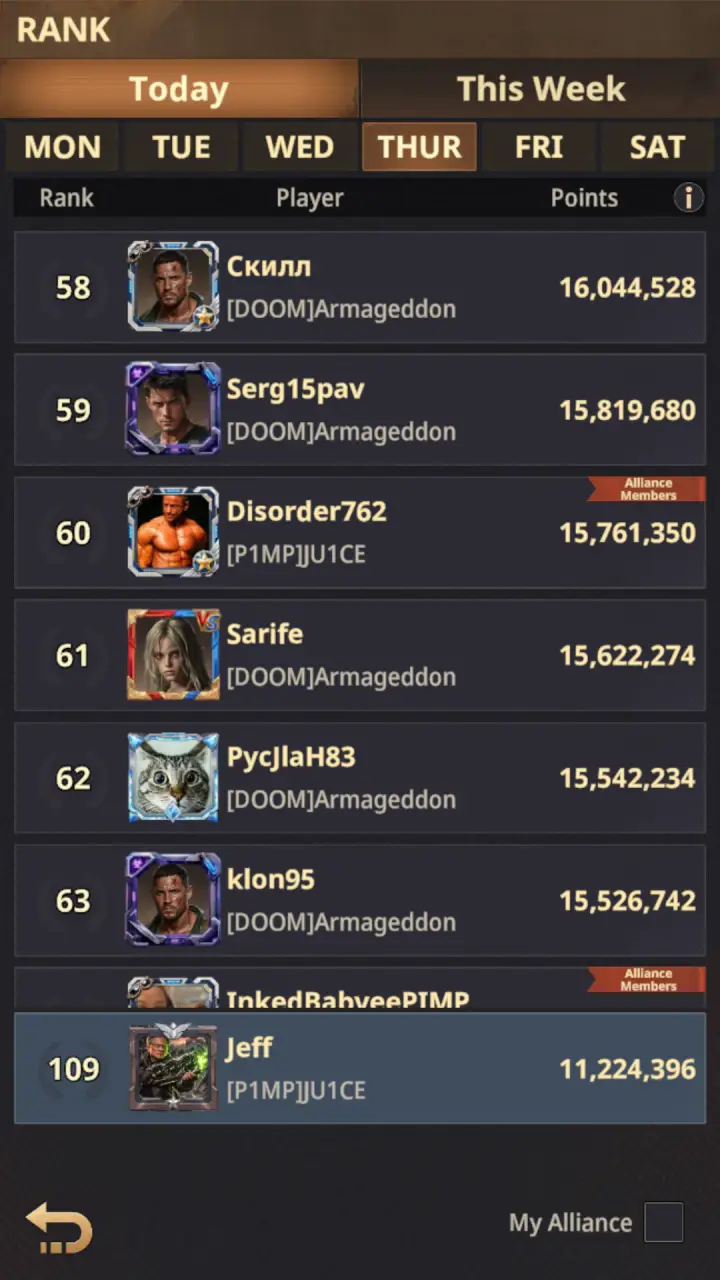 RANK
Today
This Week
MON
TUE
WED
THUR
FRI
SAT
Rank
Player
Points
i
58
Скилл
[DOOM]Armageddon
16,044,528
59
Serg15pav
[DOOM]Armageddon
15,819,680
Alliance
Members
60
Disorder762
[P1MP]JU1CE
15,761,350
61
VS
Sarife
[DOOM]Armageddon
15,622,274
62
PycJlaH83
[DOOM]Armageddon
15,542,234
63
klon95
[DOOM]Armageddon
15,526,742
Alliance
Members
InkedBabyeePIMP
109
Jeff
[P1MP]JU1CE
11,224,396
My Alliance